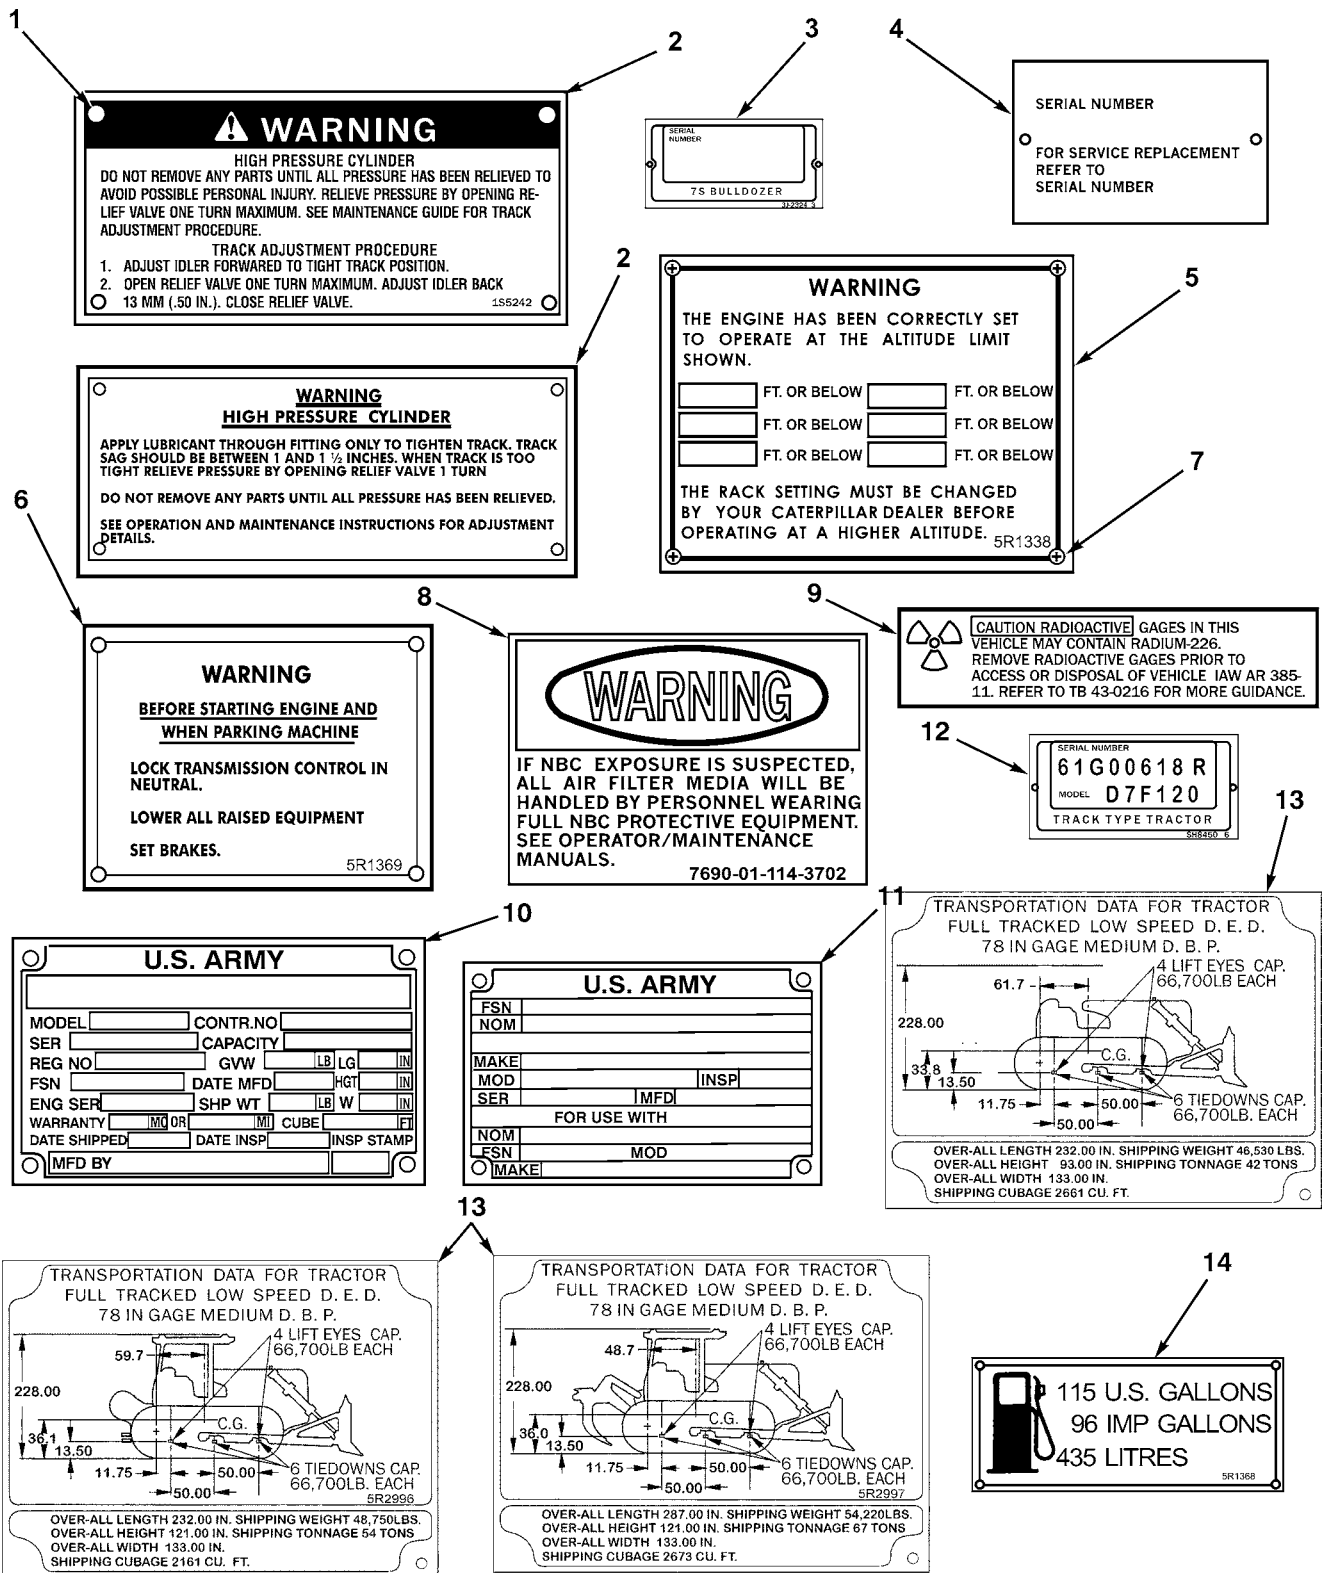 1
2
WARNING
HIGH PRESSURE CYLINDER
DO NOT REMOVE ANY PARTS UNTIL ALL PRESSURE HAS BEEN RELIEVED TO
AVOID POSSIBLE PERSONAL INJURY. RELIEVE PRESSURE BY OPENING RE-
LIEF VALVE ONE TURN MAXIMUM. SEE MAINTENANCE GUIDE FOR TRACK
ADJUSTMENT PROCEDURE.
TRACK ADJUSTMENT PROCEDURE
1. ADJUST IDLER FORWARED TO TIGHT TRACK POSITION.
2. OPEN RELIEF VALVE ONE TURN MAXIMUM. ADJUST IDLER BACK
13 MM (.50 IN.). CLOSE RELIEF VALVE.
1S5242
3
SERIAL
NUMBER
7S BULLDOZER
3J-2324 3
4
SERIAL NUMBER
FOR SERVICE REPLACEMENT
REFER TO
SERIAL NUMBER
2
WARNING
HIGH PRESSURE CYLINDER
APPLY LUBRICANT THROUGH FITTING ONLY TO TIGHTEN TRACK. TRACK
SAG SHOULD BE BETWEEN 1 AND 1 ½ INCHES. WHEN TRACK IS TOO
TIGHT RELIEVE PRESSURE BY OPENING RELIEF VALVE 1 TURN
DO NOT REMOVE ANY PARTS UNTIL ALL PRESSURE HAS BEEN RELIEVED.
SEE OPERATION AND MAINTENANCE INSTRUCTIONS FOR ADJUSTMENT
DETAILS.
5
WARNING
THE ENGINE HAS BEEN CORRECTLY SET
TO OPERATE AT THE ALTITUDE LIMIT
SHOWN.
FT. OR BELOW FT. OR BELOW
FT. OR BELOW FT. OR BELOW
FT. OR BELOW FT. OR BELOW
THE RACK SETTING MUST BE CHANGED
BY YOUR CATERPILLAR DEALER BEFORE
OPERATING AT A HIGHER ALTITUDE.
5R1338
7
6
WARNING
BEFORE STARTING ENGINE AND
WHEN PARKING MACHINE
LOCK TRANSMISSION CONTROL IN
NEUTRAL.
LOWER ALL RAISED EQUIPMENT
SET BRAKES.
5R1369
8
WARNING
IF NBC EXPOSURE IS SUSPECTED,
ALL AIR FILTER MEDIA WILL BE
HANDLED BY PERSONNEL WEARING
FULL NBC PROTECTIVE EQUIPMENT.
SEE OPERATOR/MAINTENANCE
MANUALS.
7690-01-114-3702
9
CAUTION RADIOACTIVE GAGES IN THIS
VEHICLE MAY CONTAIN RADIUM-226.
REMOVE RADIOACTIVE GAGES PRIOR TO
ACCESS OR DISPOSAL OF VEHICLE IAW AR 385-
11. REFER TO TB 43-0216 FOR MORE GUIDANCE.
12
SERIAL NUMBER
61G00618 R
MODEL D7F120
TRACK TYPE TRACTOR
SH8450 6
10
U.S. ARMY
MODEL CONTR.NO
SER CAPACITY
REG NO GVW LB LG IN
FSN DATE MFD HGT IN
ENG SER SHP WT LB W IN
WARRANTY MO OR MI CUBE FT
DATE SHIPPED DATE INSP INSP STAMP
MFD BY
11
U.S. ARMY
FSN
NOM
MAKE
MOD INSP
SER MFD
FOR USE WITH
NOM
FSN MOD
MAKE
13
TRANSPORTATION DATA FOR TRACTOR
FULL TRACKED LOW SPEED D. E. D.
78 IN GAGE MEDIUM D. B. P.
4 LIFT EYES CAP.
66,700LB EACH
61.7
228.00
C.G.
33.8
13.50
11.75
50.00
50.00
6 TIEDOWNS CAP.
66,700LB. EACH
OVER-ALL LENGTH 232.00 IN. SHIPPING WEIGHT 46,530 LBS.
OVER-ALL HEIGHT 93.00 IN. SHIPPING TONNAGE 42 TONS
OVER-ALL WIDTH 133.00 IN.
SHIPPING CUBAGE 2661 CU. FT.
13
TRANSPORTATION DATA FOR TRACTOR
FULL TRACKED LOW SPEED D. E. D.
78 IN GAGE MEDIUM D. B. P.
4 LIFT EYES CAP.
66,700LB EACH
59.7
228.00
C.G.
36.1
13.50
11.75
50.00
50.00
6 TIEDOWNS CAP.
66,700LB. EACH
5R2996
OVER-ALL LENGTH 232.00 IN. SHIPPING WEIGHT 48,750LBS.
OVER-ALL HEIGHT 121.00 IN. SHIPPING TONNAGE 54 TONS
OVER-ALL WIDTH 133.00 IN.
SHIPPING CUBAGE 2161 CU. FT.
TRANSPORTATION DATA FOR TRACTOR
FULL TRACKED LOW SPEED D. E. D.
78 IN GAGE MEDIUM D. B. P.
4 LIFT EYES CAP.
66,700LB EACH
48.7
228.00
C.G.
36.0
13.50
11.75
50.00
50.00
6 TIEDOWNS CAP.
66,700LB. EACH
5R2997
OVER-ALL LENGTH 287.00 IN. SHIPPING WEIGHT 54,220LBS.
OVER-ALL HEIGHT 121.00 IN. SHIPPING TONNAGE 67 TONS
OVER-ALL WIDTH 133.00 IN.
SHIPPING CUBAGE 2673 CU. FT.
14
115 U.S. GALLONS
96 IMP GALLONS
435 LITRES
5R1368